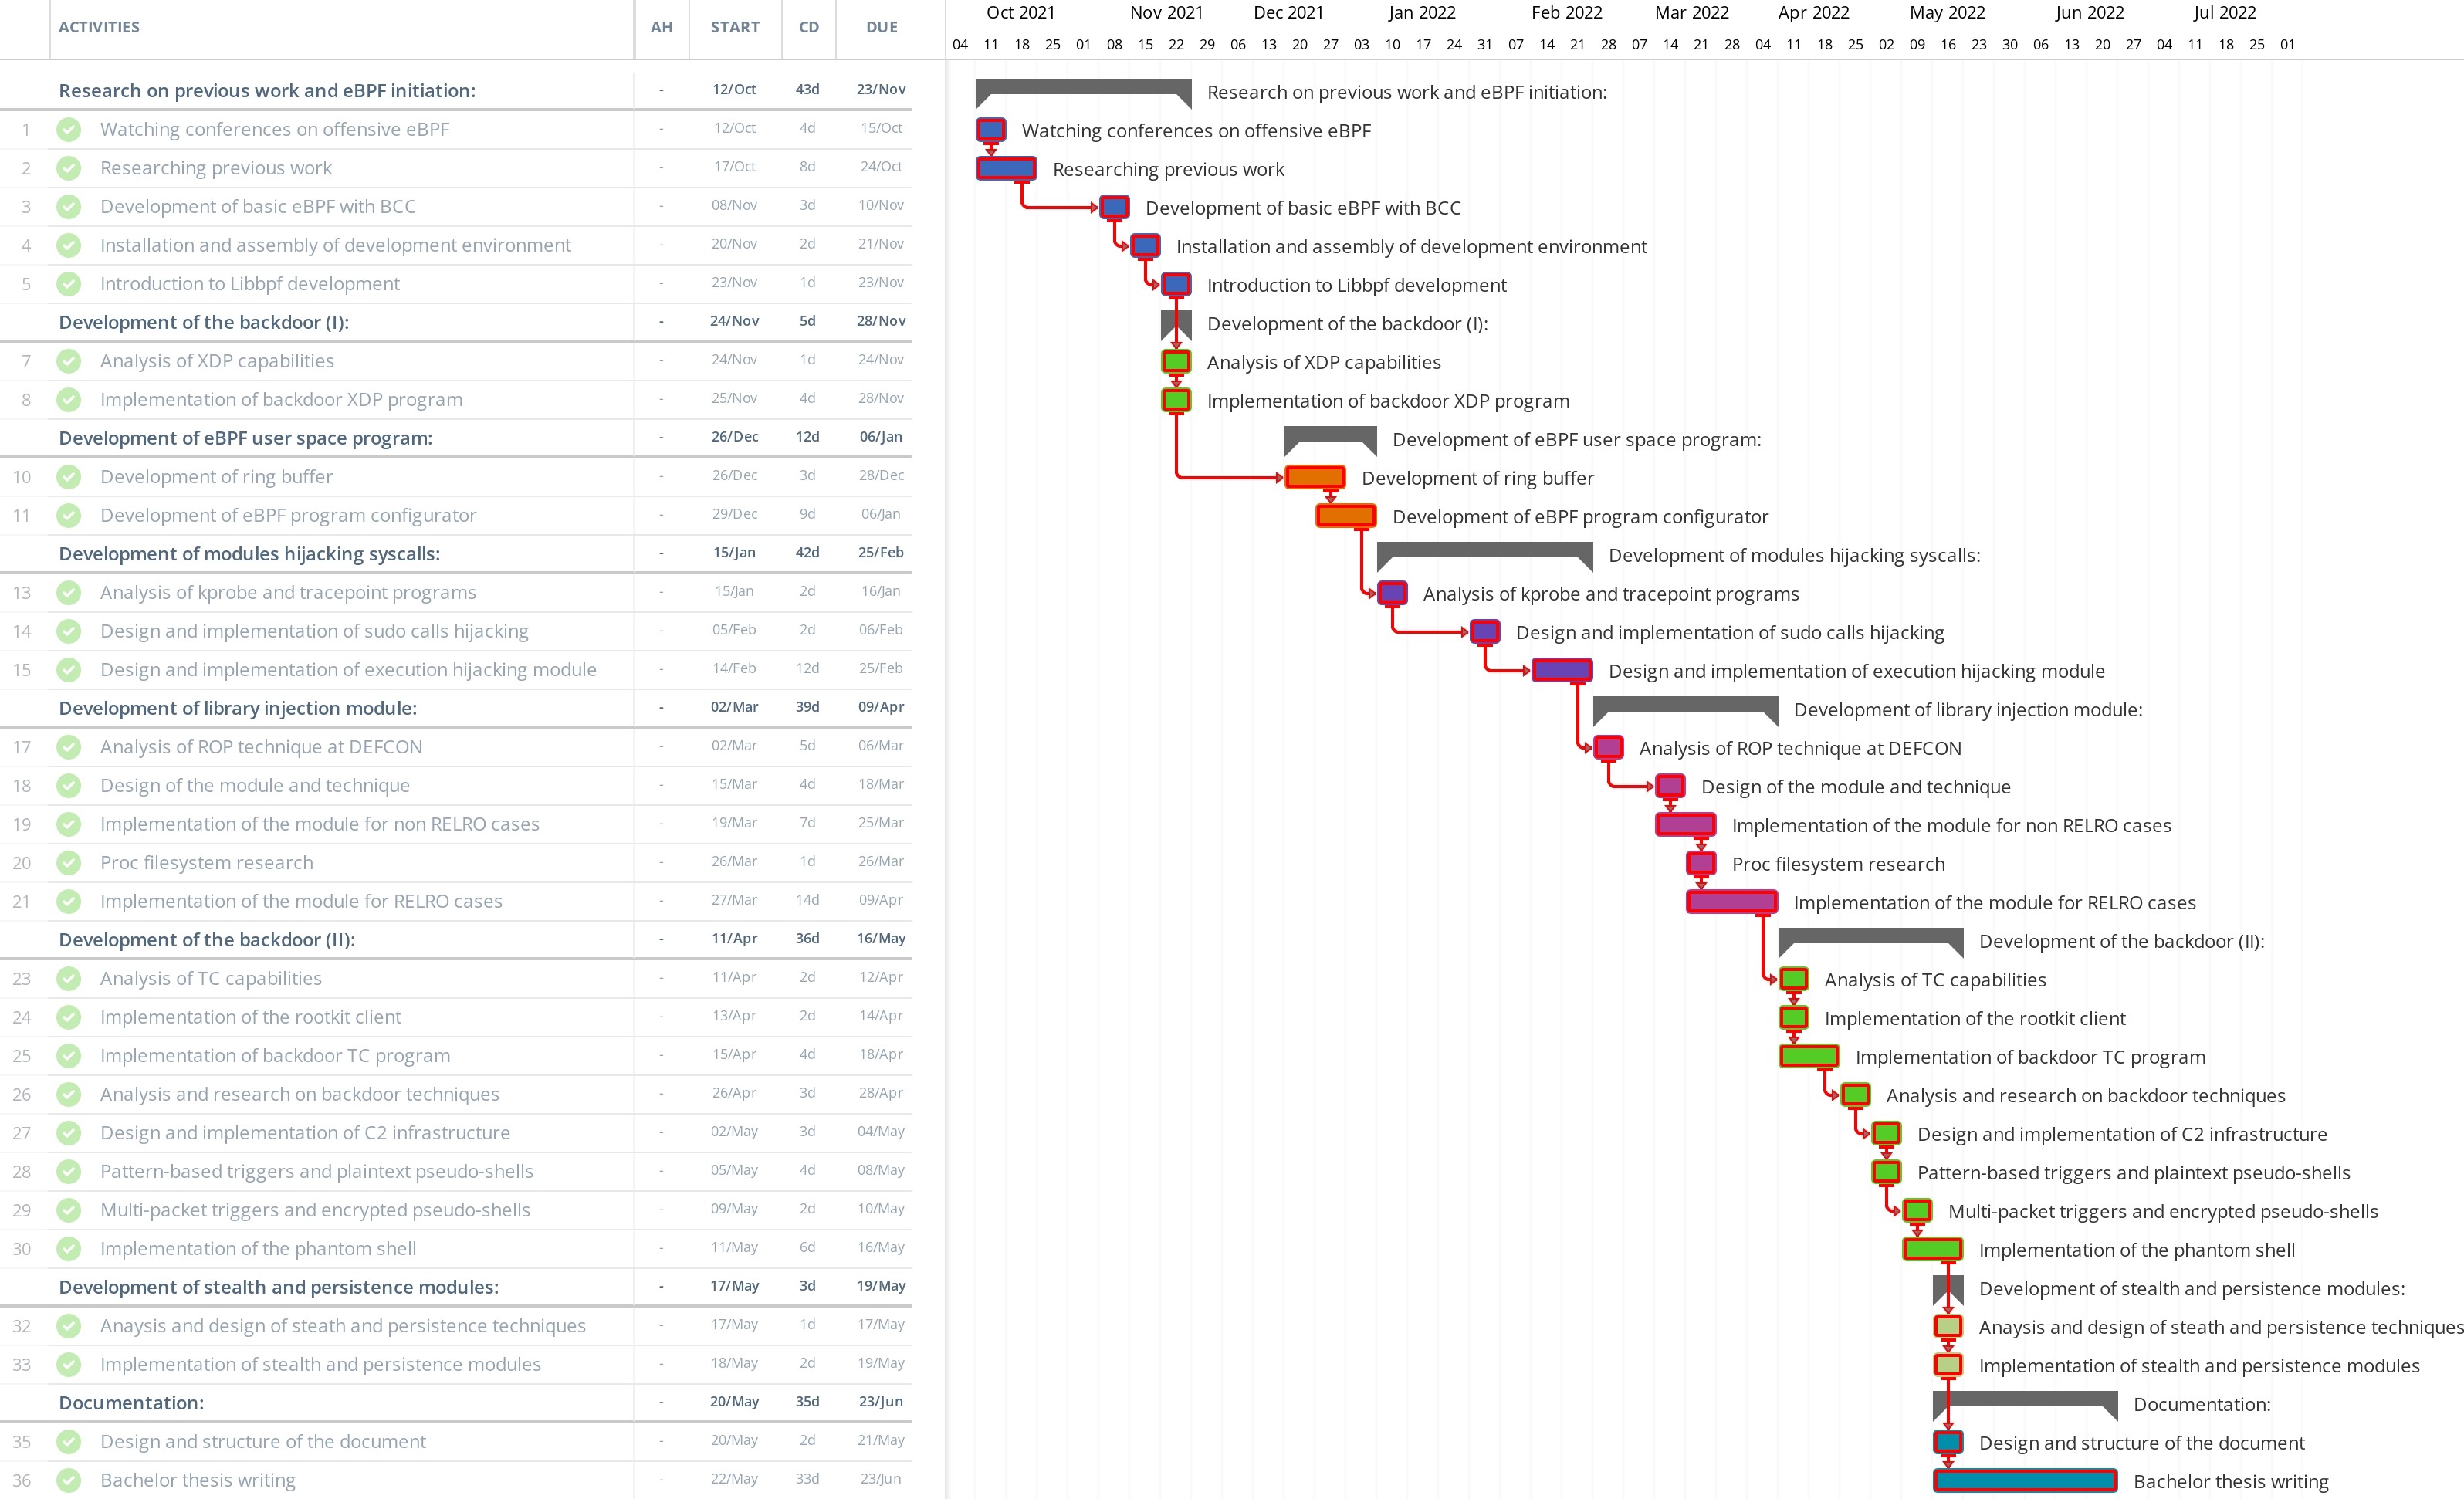 ACTIVITIES AH START CD DUE Oct 2021 Nov 2021 Dec 2021 Jan 2022 Feb 2022 Mar 2022 Apr 2022 May 2022 Jun 2022 Jul 2022
04 11 18 25 01 08 15 22 29 06 13 20 27 03 10 17 24 31 07 14 21 28 07 14 21 28 04 11 18 25 02 09 16 23 30 06 13 20 27 04 11 18 25 01
Research on previous work and eBPF initiation: - 12/Oct 43d 23/Nov Research on previous work and eBPF initiation:
1 Watching conferences on offensive eBPF - 12/Oct 4d 15/Oct Watching conferences on offensive eBPF
2 Researching previous work - 17/Oct 8d 24/Oct Researching previous work
3 Development of basic eBPF with BCC - 08/Nov 3d 10/Nov Development of basic eBPF with BCC
4 Installation and assembly of development environment - 20/Nov 2d 21/Nov Installation and assembly of development environment
5 Introduction to Libbpf development - 23/Nov 1d 23/Nov Introduction to Libbpf development
Development of the backdoor (I): - 24/Nov 5d 28/Nov Development of the backdoor (I):
7 Analysis of XDP capabilities - 24/Nov 1d 24/Nov Analysis of XDP capabilities
8 Implementation of backdoor XDP program - 25/Nov 4d 28/Nov Implementation of backdoor XDP program
Development of eBPF user space program: - 26/Dec 12d 06/Jan Development of eBPF user space program:
10 Development of ring buffer - 26/Dec 3d 28/Dec Development of ring buffer
11 Development of eBPF program configurator - 29/Dec 9d 06/Jan Development of eBPF program configurator
Development of modules hijacking syscalls: - 15/Jan 42d 25/Feb Development of modules hijacking syscalls:
13 Analysis of kprobe and tracepoint programs - 15/Jan 2d 16/Jan Analysis of kprobe and tracepoint programs
14 Design and implementation of sudo calls hijacking - 05/Feb 2d 06/Feb Design and implementation of sudo calls hijacking
15 Design and implementation of execution hijacking module - 14/Feb 12d 25/Feb Design and implementation of execution hijacking module
Development of library injection module: - 02/Mar 39d 09/Apr Development of library injection module:
17 Analysis of ROP technique at DEFCON - 02/Mar 5d 06/Mar Analysis of ROP technique at DEFCON
18 Design of the module and technique - 15/Mar 4d 18/Mar Design of the module and technique
19 Implementation of the module for non RELRO cases - 19/Mar 7d 25/Mar Implementation of the module for non RELRO cases
20 Proc filesystem research - 26/Mar 1d 26/Mar Proc filesystem research
21 Implementation of the module for RELRO cases - 27/Mar 14d 09/Apr Implementation of the module for RELRO cases
Development of the backdoor (II): - 11/Apr 36d 16/May Development of the backdoor (II):
23 Analysis of TC capabilities - 11/Apr 2d 12/Apr Analysis of TC capabilities
24 Implementation of the rootkit client - 13/Apr 2d 14/Apr Implementation of the rootkit client
25 Implementation of backdoor TC program - 15/Apr 4d 18/Apr Implementation of backdoor TC program
26 Analysis and research on backdoor techniques - 26/Apr 3d 28/Apr Analysis and research on backdoor techniques
27 Design and implementation of C2 infrastructure - 02/May 3d 04/May Design and implementation of C2 infrastructure
28 Pattern-based triggers and plaintext pseudo-shells - 05/May 4d 08/May Pattern-based triggers and plaintext pseudo-shells
29 Multi-packet triggers and encrypted pseudo-shells - 09/May 2d 10/May Multi-packet triggers and encrypted pseudo-shells
30 Implementation of the phantom shell - 11/May 6d 16/May Implementation of the phantom shell
Development of stealth and persistence modules: - 17/May 3d 19/May Development of stealth and persistence modules:
32 Anaysis and design of steath and persistence techniques - 17/May 1d 17/May Anaysis and design of steath and persistence techniques
33 Implementation of stealth and persistence modules - 18/May 2d 19/May Implementation of stealth and persistence modules
Documentation: - 20/May 35d 23/Jun Documentation:
35 Design and structure of the document - 20/May 2d 21/May Design and structure of the document
36 Bachelor thesis writing - 22/May 33d 23/Jun Bachelor thesis writing